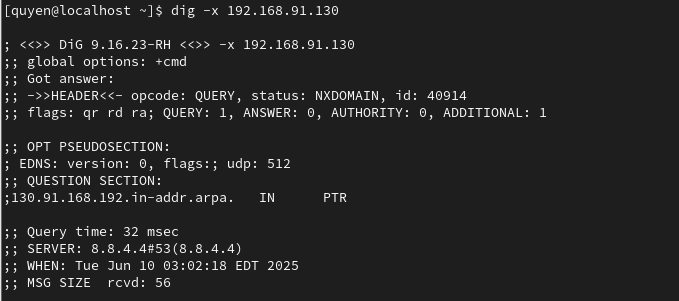 [quyen@localhost ~]$ dig -x 192.168.91.130
; <<>> DiG 9.16.23-RH <<>> -x 192.168.91.130
;; global options: +cmd
;; Got answer:
;; ->>HEADER<<- opcode: QUERY, status: NXDOMAIN, id: 40914
;; flags: qr rd ra; QUERY: 1, ANSWER: 0, AUTHORITY: 0, ADDITIONAL: 1
;; OPT PSEUDOSECTION:
; EDNS: version: 0, flags:; udp: 512
;; QUESTION SECTION:
;130.91.168.192.in-addr.arpa. IN PTR
;; Query time: 32 msec
;; SERVER: 8.8.4.4#53(8.8.4.4)
;; WHEN: Tue Jun 10 03:02:18 EDT 2025
;; MSG SIZE rcvd: 56